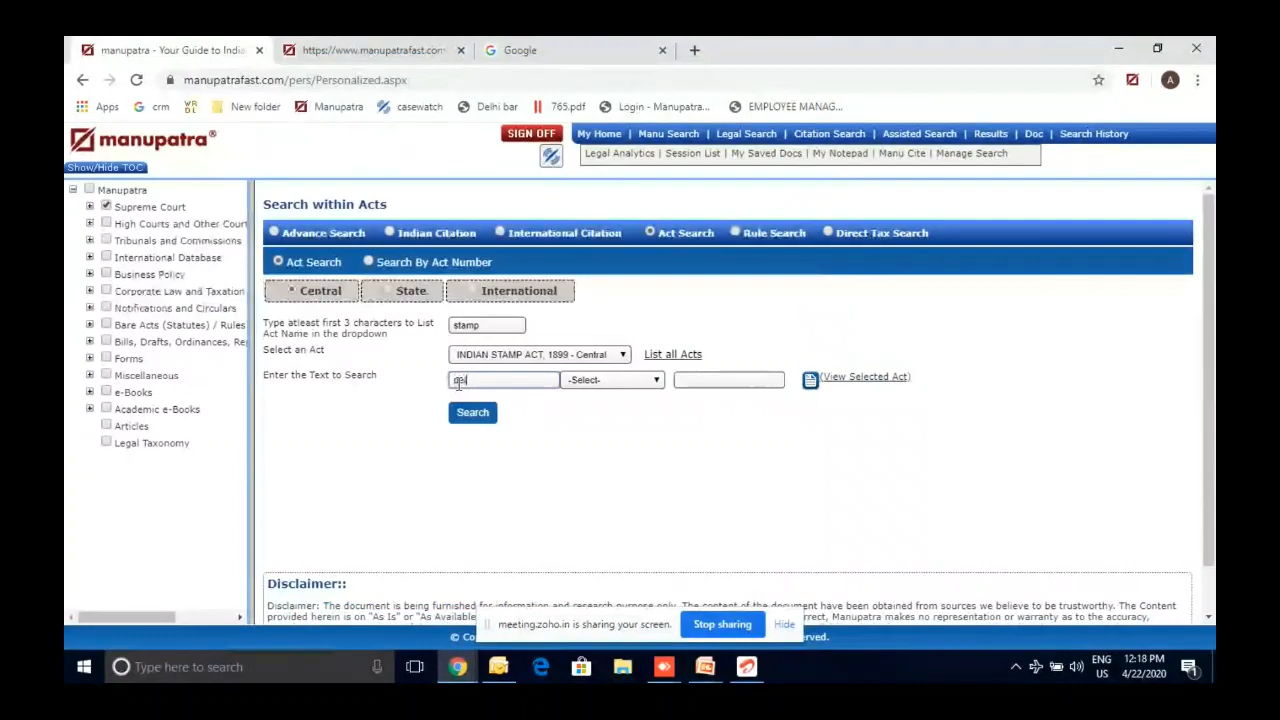 manupatra - Your Guide to India
https://www.manupatrafast.com
Google
manupatrafast.com/pers/Personalized.aspx
Apps
crm
New folder
Manupatra
casewatch
Delhi bar
765.pdf
Login - Manupatra...
EMPLOYEE MANAG...
manupatra®
SIGN OFF
My Home | Manu Search | Legal Search | Citation Search | Assisted Search | Results | Doc | Search History
Legal Analytics | Session List | My Saved Docs | My Notepad | Manu Cite | Manage Search
Show/Hide TOC
Manupatra
Supreme Court
High Courts and Other Court
Tribunals and Commissions
International Database
Business Policy
Corporate Law and Taxation
Notifications and Circulars
Bare Acts (Statutes) / Rules
Bills, Drafts, Ordinances, Re
Forms
Miscellaneous
e-Books
Academic e-Books
Articles
Legal Taxonomy
Search within Acts
Advance Search
Indian Citation
International Citation
Act Search
Rule Search
Direct Tax Search
Act Search
Search By Act Number
Central
State
International
Type atleast first 3 characters to List
Act Name in the dropdown
stamp
Select an Act
INDIAN STAMP ACT, 1899 - Central
List all Acts
Enter the Text to Search
-Select-
(View Selected Act)
Search
Disclaimer::
Disclaimer: The document is being furnished for information and research purpose only. The content of the document have been obtained from sources we believe to be trustworthy. The Content
provided herein is on "As Is" or "As Available
rrect, Manupatra makes no representation or warranty as to the accuracy,
meeting.zoho.in is sharing your screen.
Stop sharing
Hide
© Co
rved.
Type here to search
ENG
US
12:18 PM
4/22/2020
1